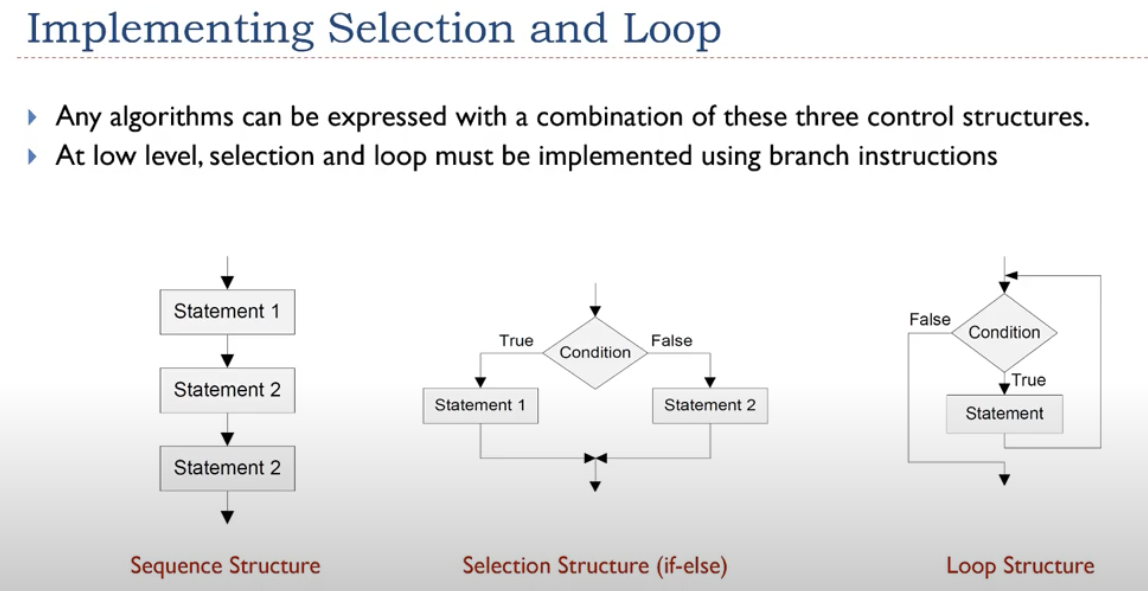 Implementing Selection and Loop
Any algorithms can be expressed with a combination of these three control structures.
At low level, selection and loop must be implemented using branch instructions
Statement 1
Statement 2
Statement 2
Sequence Structure
True
False
Condition
Statement 1
Statement 2
Selection Structure (if-else)
False
Condition
True
Statement
Loop Structure